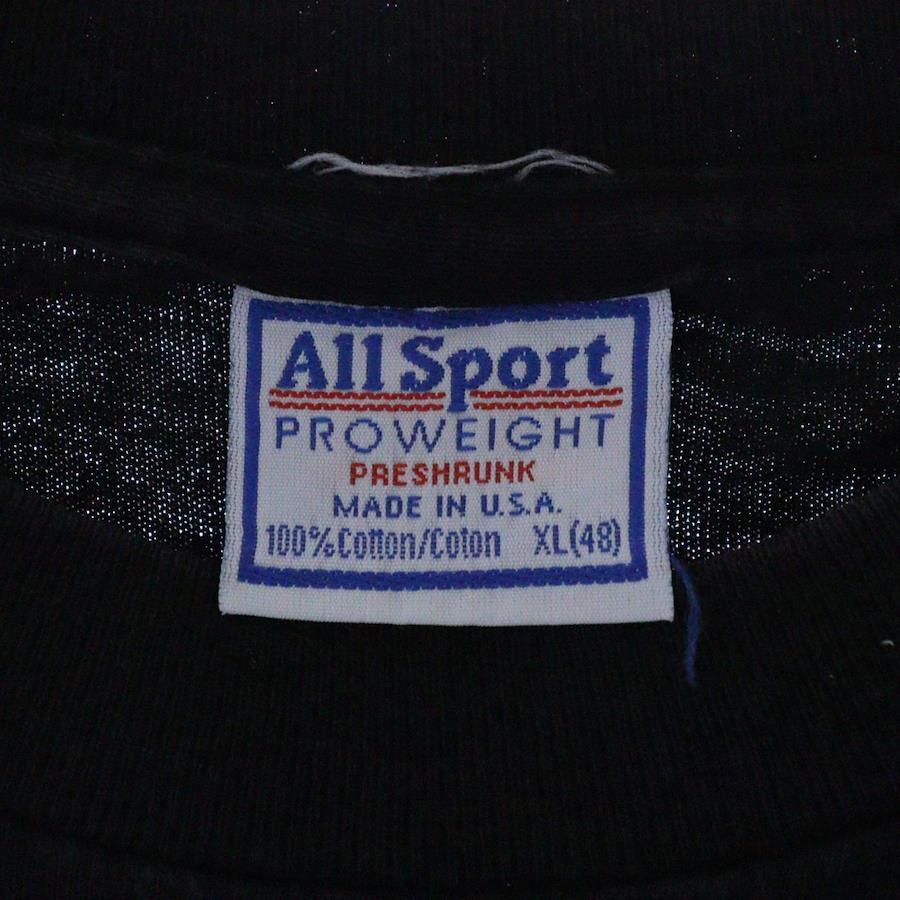 All Sport
PROWEIGHT
PRESHRUNK
MADE IN U.S.A.
100% Cotton/Coton XL(48)